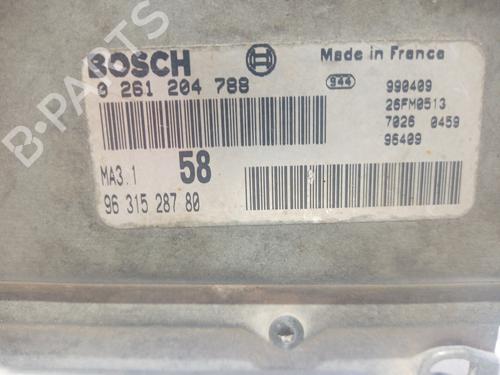 BOSCH
Made in France
0 261 204 788
944
990409
26FM0513
7026 0459
96409
MA3.1
58
96 315 287 80
B-PARTS
B-PARTS